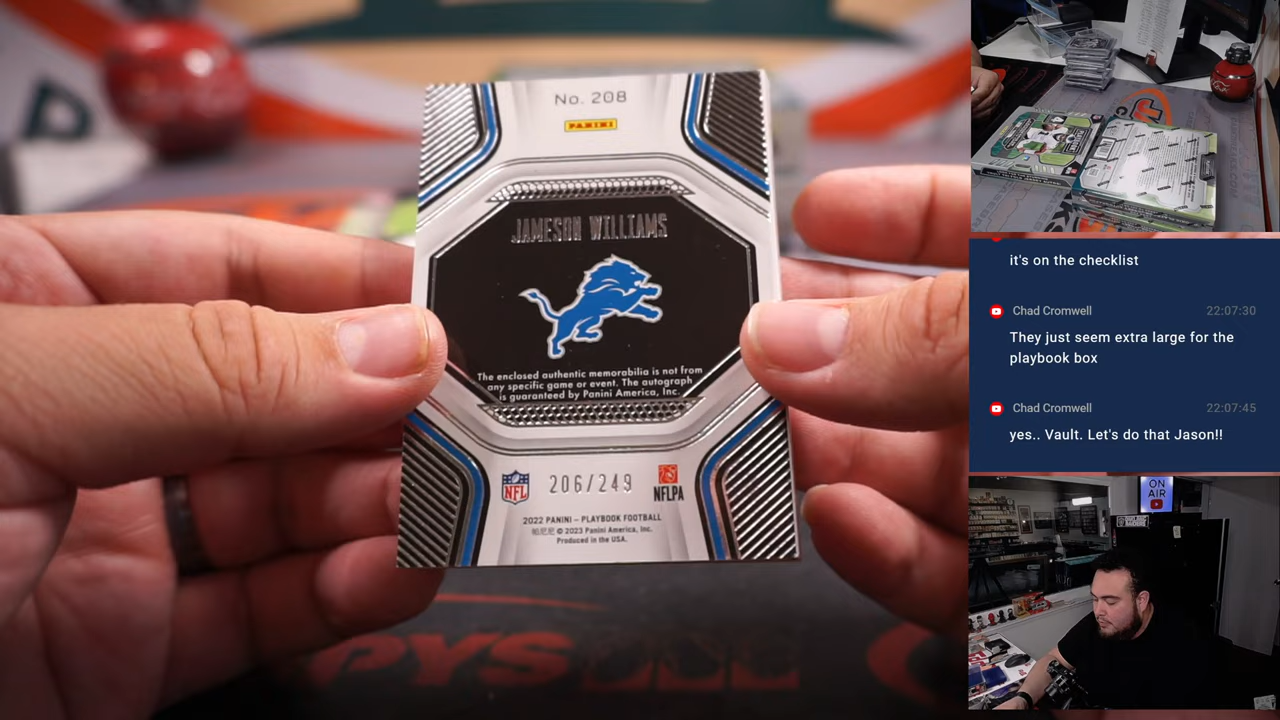 No. 208
PANINI
JAMESON WILLIAMS
The enclosed authentic memorabilia is not from
any specific game or event. The autograph
is guaranteed by Panini America, Inc.
NFL
206/249
NFLPA
2022 PANINI – PLAYBOOK FOOTBALL
帕尼尼 © 2023 Panini America, Inc.
Produced in the USA.
it's on the checklist
Chad Cromwell 22:07:30
They just seem extra large for the
playbook box
Chad Cromwell 22:07:45
yes.. Vault. Let's do that Jason!!
ON
AIR